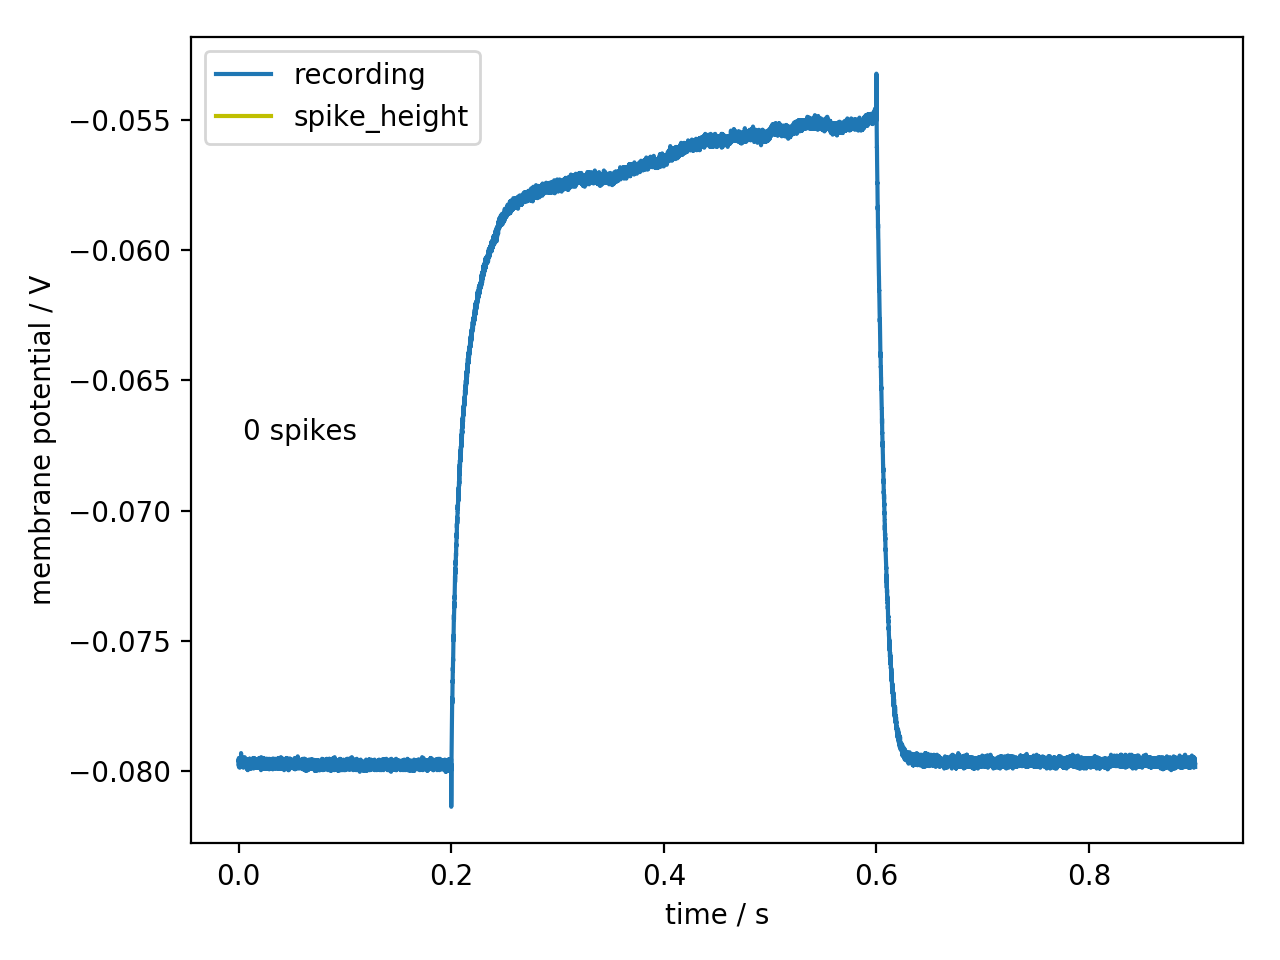 recording
spike_height
−0.055
−0.060
−0.065
−0.070
−0.075
−0.080
membrane potential / V
0 spikes
0.0 0.2 0.4 0.6 0.8
time / s